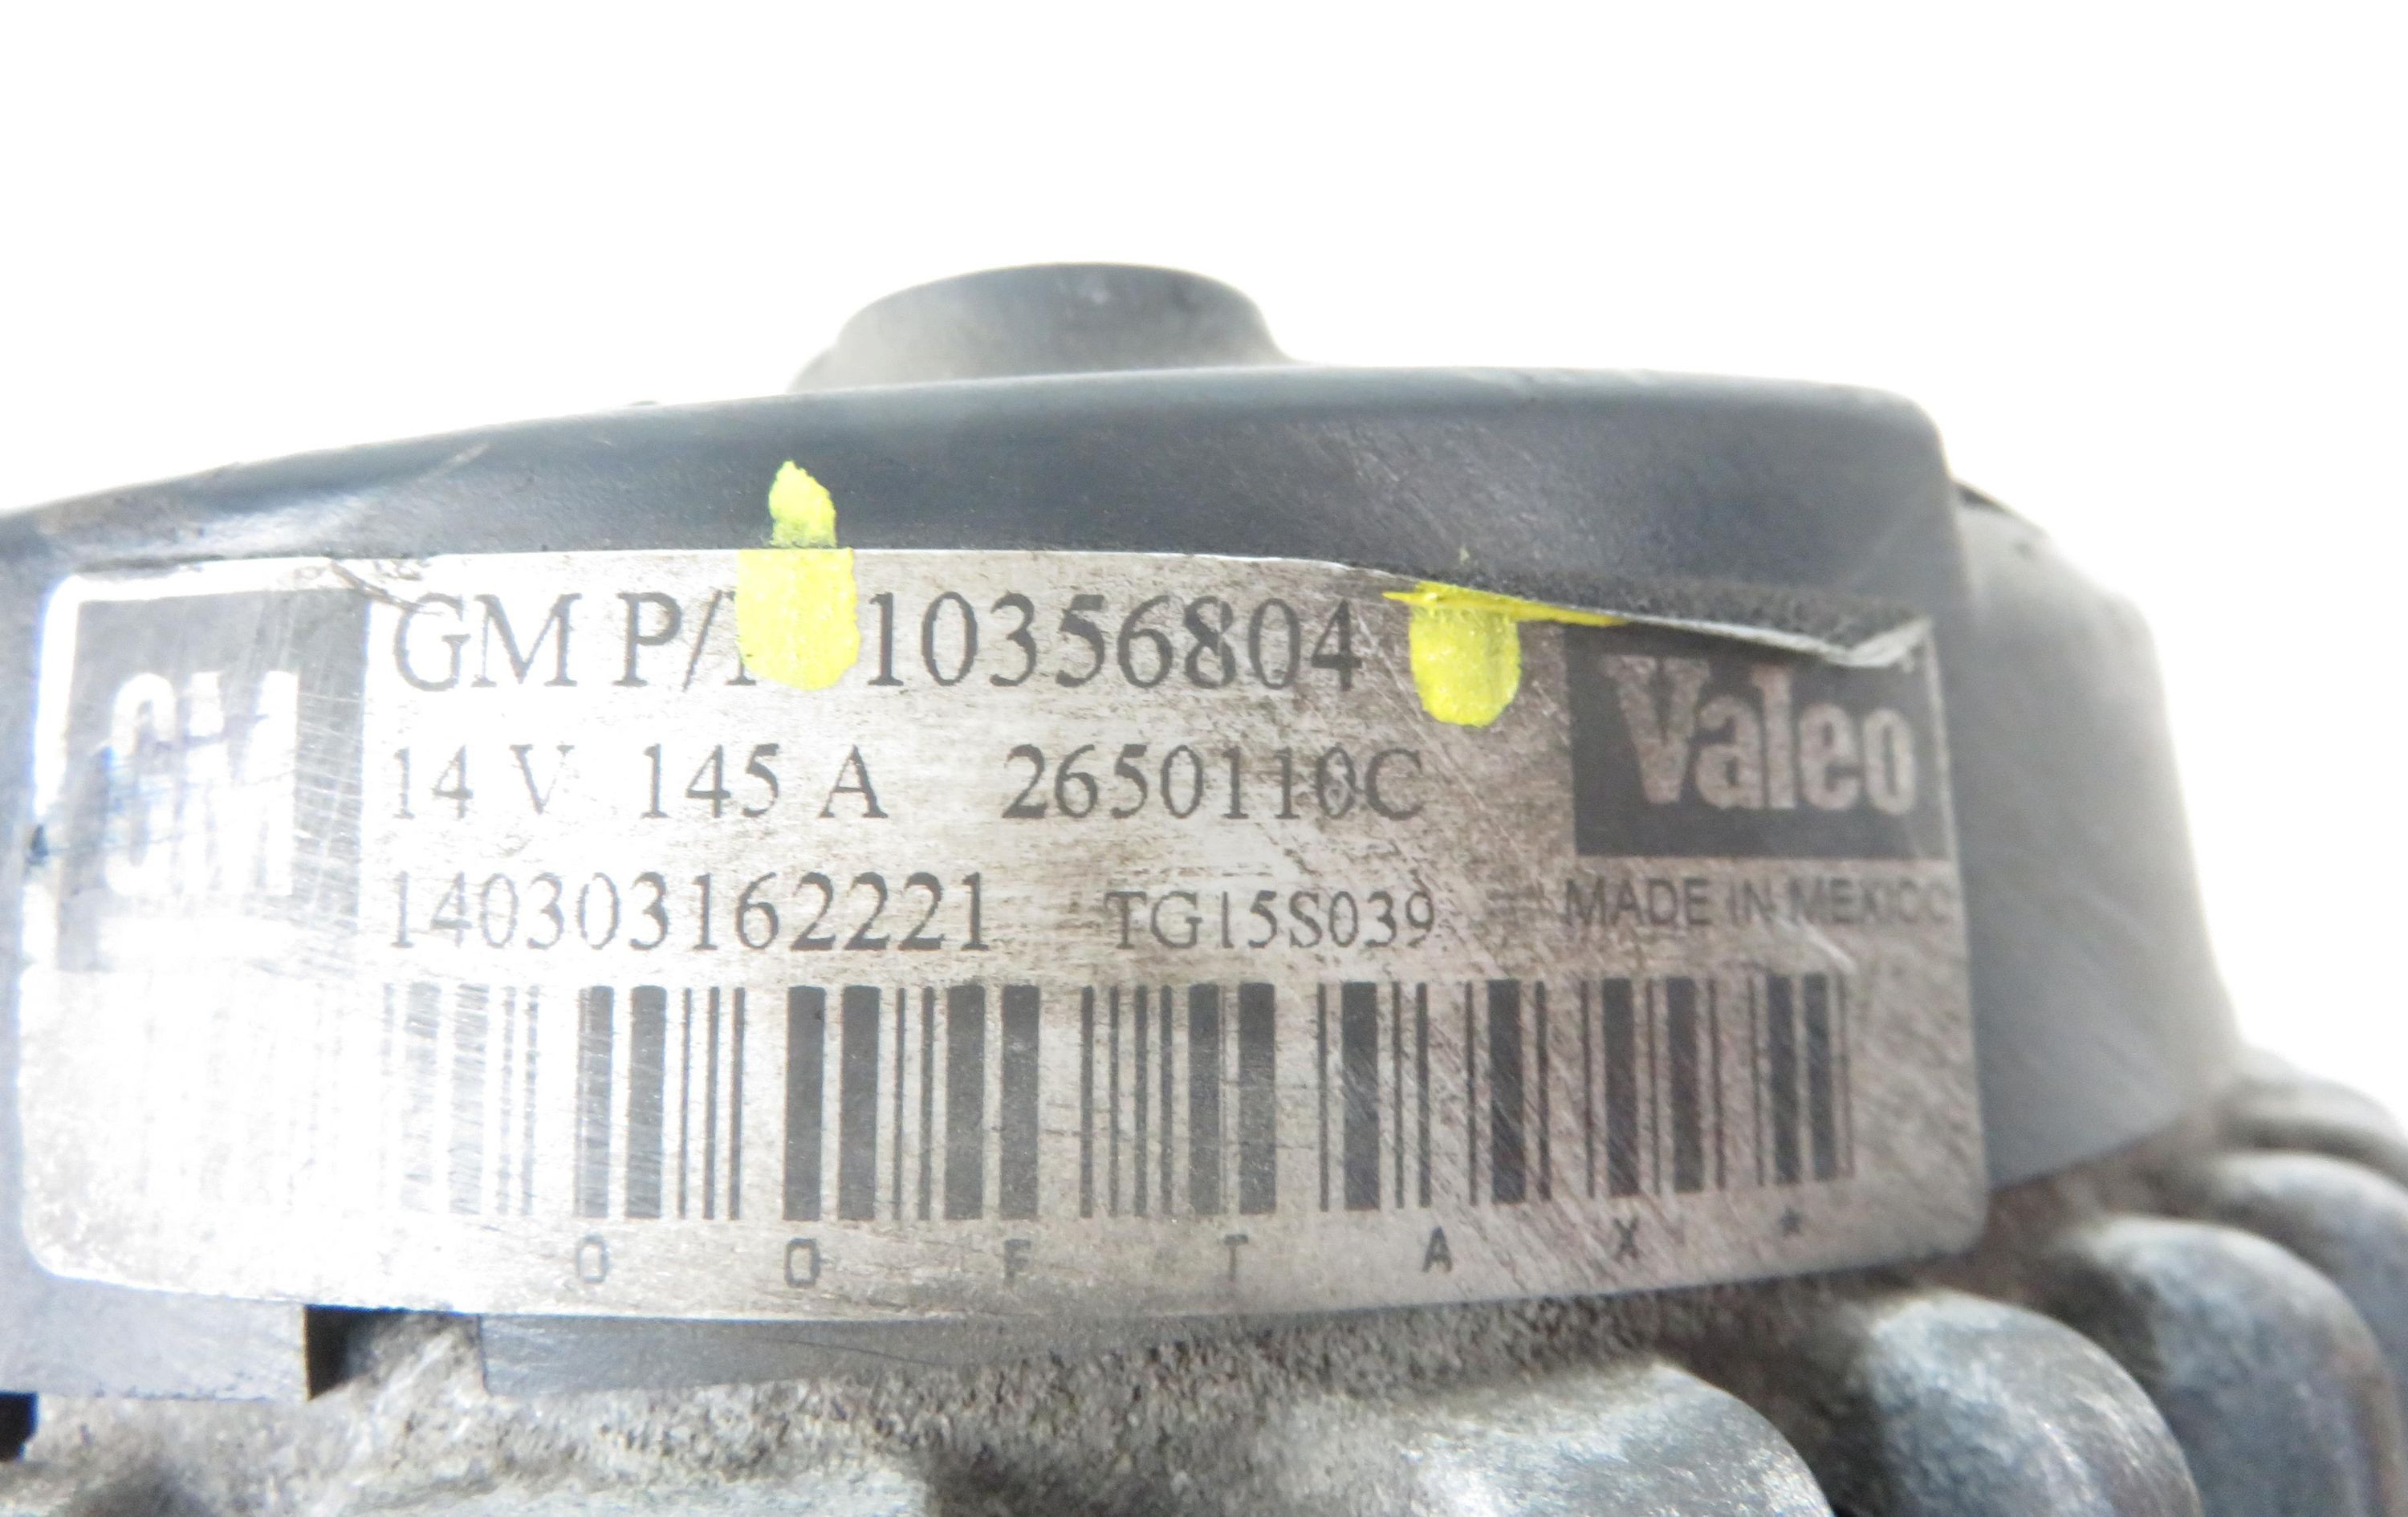 GM
GM P/N 10356804
Valeo
14 V 145 A 2650110C
140303162221 TG15S039 MADE IN MEXICO
O O F T A X *